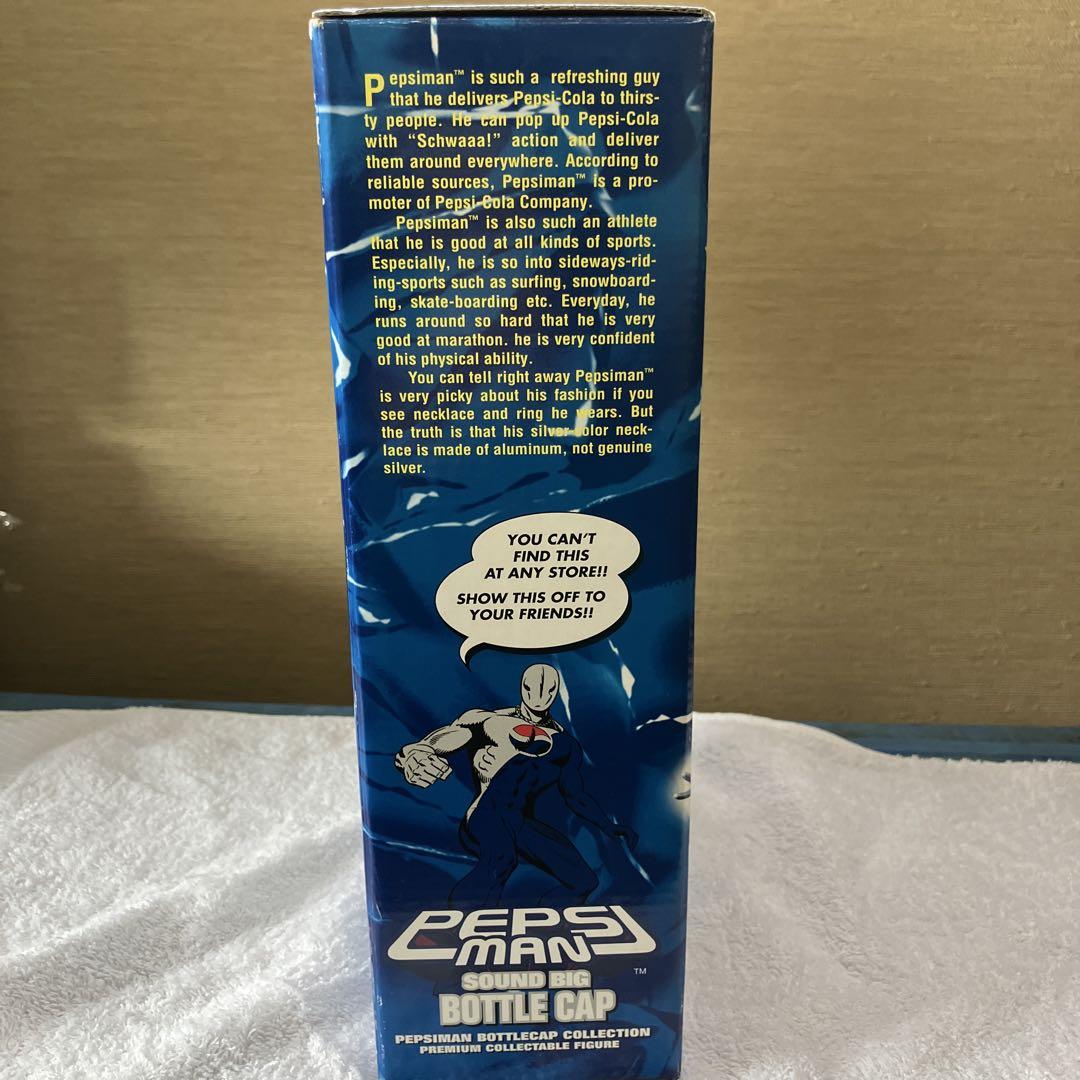 Pepsiman™ is such a refreshing guy
that he delivers Pepsi-Cola to thirs-
ty people. He can pop up Pepsi-Cola
with “Schwaaa!” action and deliver
them around everywhere. According to
reliable sources, Pepsiman™ is a pro-
moter of Pepsi-Cola Company.
Pepsiman™ is also such an athlete
that he is good at all kinds of sports.
Especially, he is so into sideways-rid-
ing-sports such as surfing, snowboard-
ing, skate-boarding etc. Everyday, he
runs around so hard that he is very
good at marathon. he is very confident
of his physical ability.
You can tell right away Pepsiman™
is very picky about his fashion if you
see necklace and ring he wears. But
the truth is that his silver-color neck-
lace is made of aluminum, not genuine
silver.
YOU CAN'T
FIND THIS
AT ANY STORE!!
SHOW THIS OFF TO
YOUR FRIENDS!!
PEPSI
MAN ™
SOUND BIG
BOTTLE CAP
PEPSIMAN BOTTLECAP COLLECTION
PREMIUM COLLECTABLE FIGURE